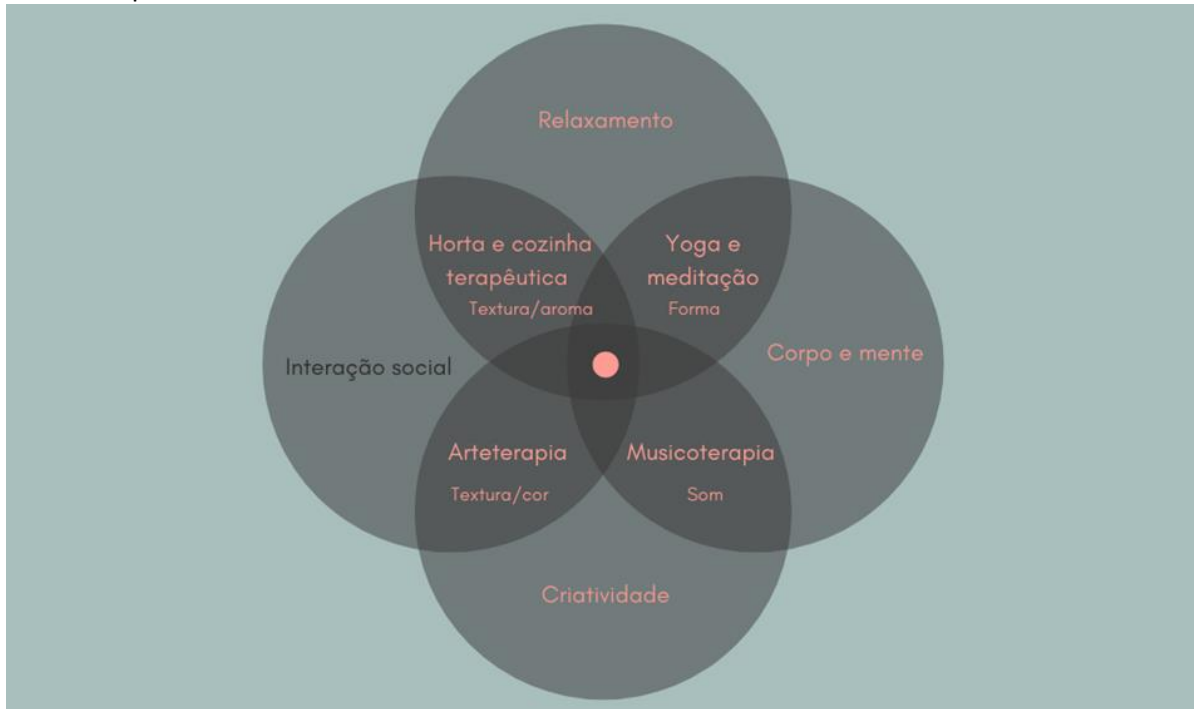 Relaxamento
Horta e cozinha
terapêutica
Textura/aroma
Yoga e
meditação
Forma
Interação social
Corpo e mente
Arteterapia
Textura/cor
Musicoterapia
Som
Criatividade